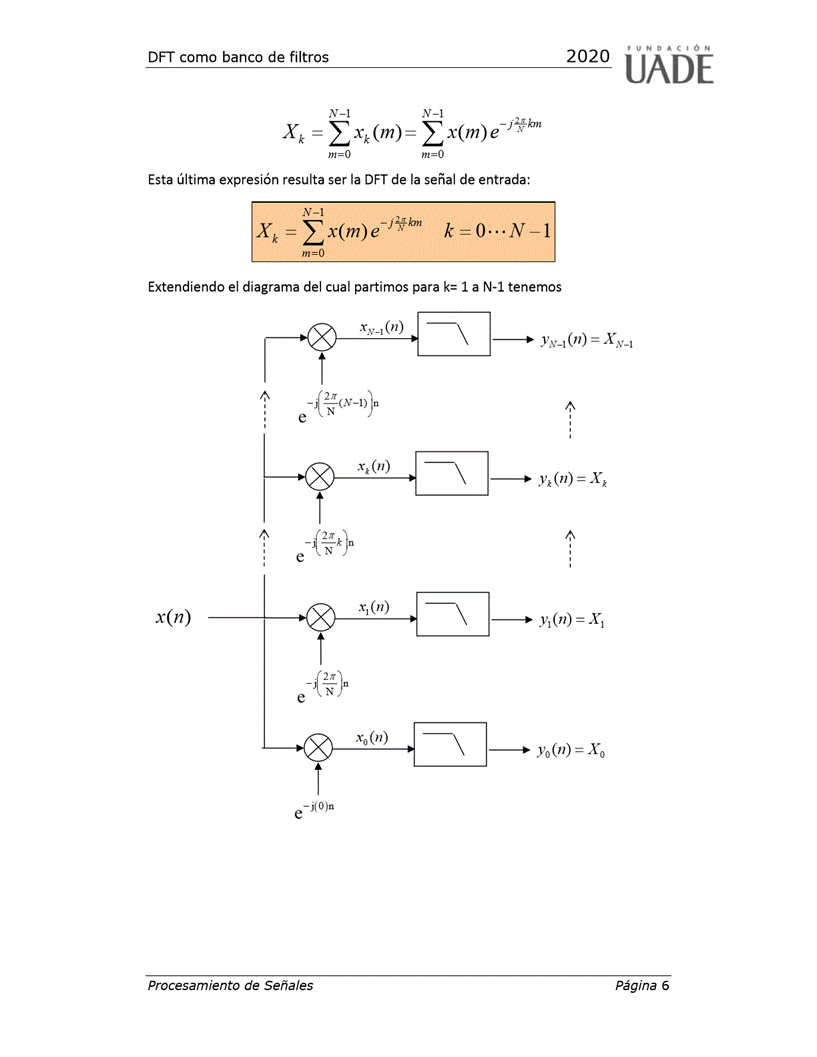 DFT como banco de filtros 2020 FUNDACIÓN UADE
X_k = \sum_{m=0}^{N-1} x_k(m) = \sum_{m=0}^{N-1} x(m) e^{-j\frac{2\pi}{N}km}
Esta última expresión resulta ser la DFT de la señal de entrada:
X_k = \sum_{m=0}^{N-1} x(m) e^{-j\frac{2\pi}{N}km} k = 0⋯N−1
Extendiendo el diagrama del cual partimos para k= 1 a N-1 tenemos
x_{N−1}(n)
y_{N−1}(n) = X_{N−1}
e^{-j\left(\frac{2\pi}{N}(N-1)\right)n}
x_k(n)
y_k(n) = X_k
e^{-j\left(\frac{2\pi}{N}k\right)n}
x(n)
x_1(n)
y_1(n) = X_1
e^{-j\left(\frac{2\pi}{N}\right)n}
x_0(n)
y_0(n) = X_0
e^{-j(0)n}
Procesamiento de Señales Página 6